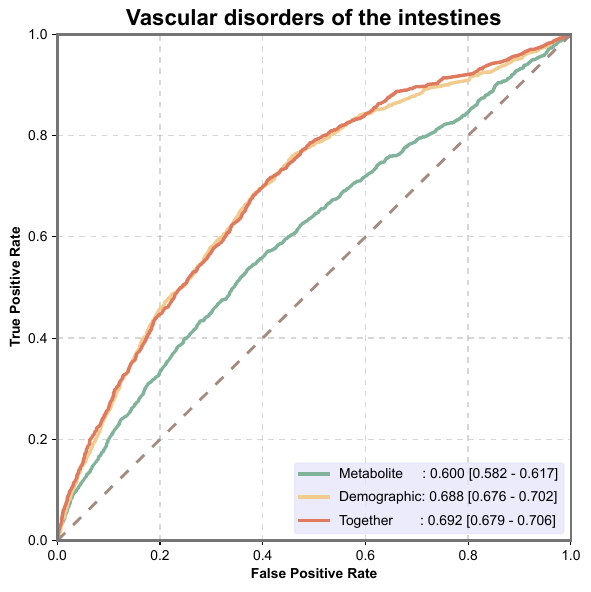 Vascular disorders of the intestines
1.0
0.8
0.6
0.4
0.2
0.0
True Positive Rate
Metabolite : 0.600 [0.582 - 0.617]
Demographic: 0.688 [0.676 - 0.702]
Together : 0.692 [0.679 - 0.706]
0.0 0.2 0.4 0.6 0.8 1.0
False Positive Rate